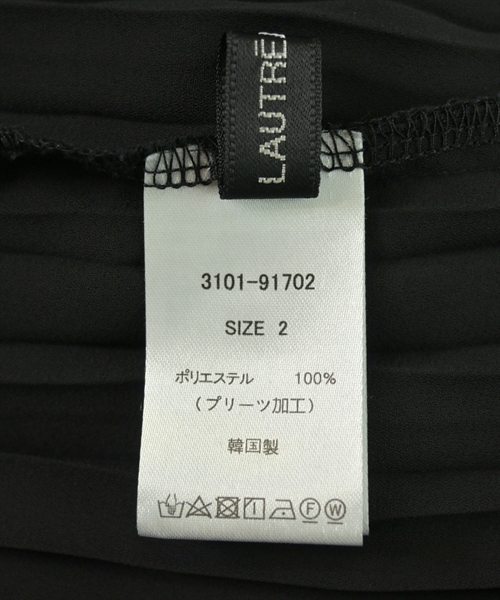 LAUTRÉ
3101-91702
SIZE 2
ポリエステル 100%
(プリーツ加工)
韓国製
F W